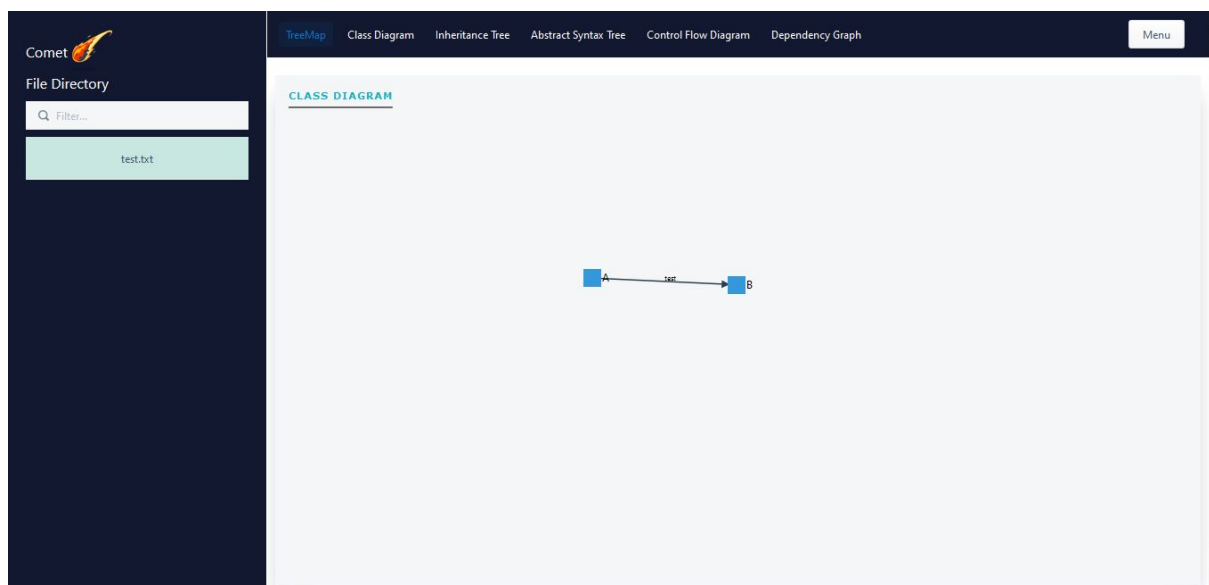 Comet
File Directory
Filter...
test.txt
TreeMap Class Diagram Inheritance Tree Abstract Syntax Tree Control Flow Diagram Dependency Graph Menu
CLASS DIAGRAM
A test B